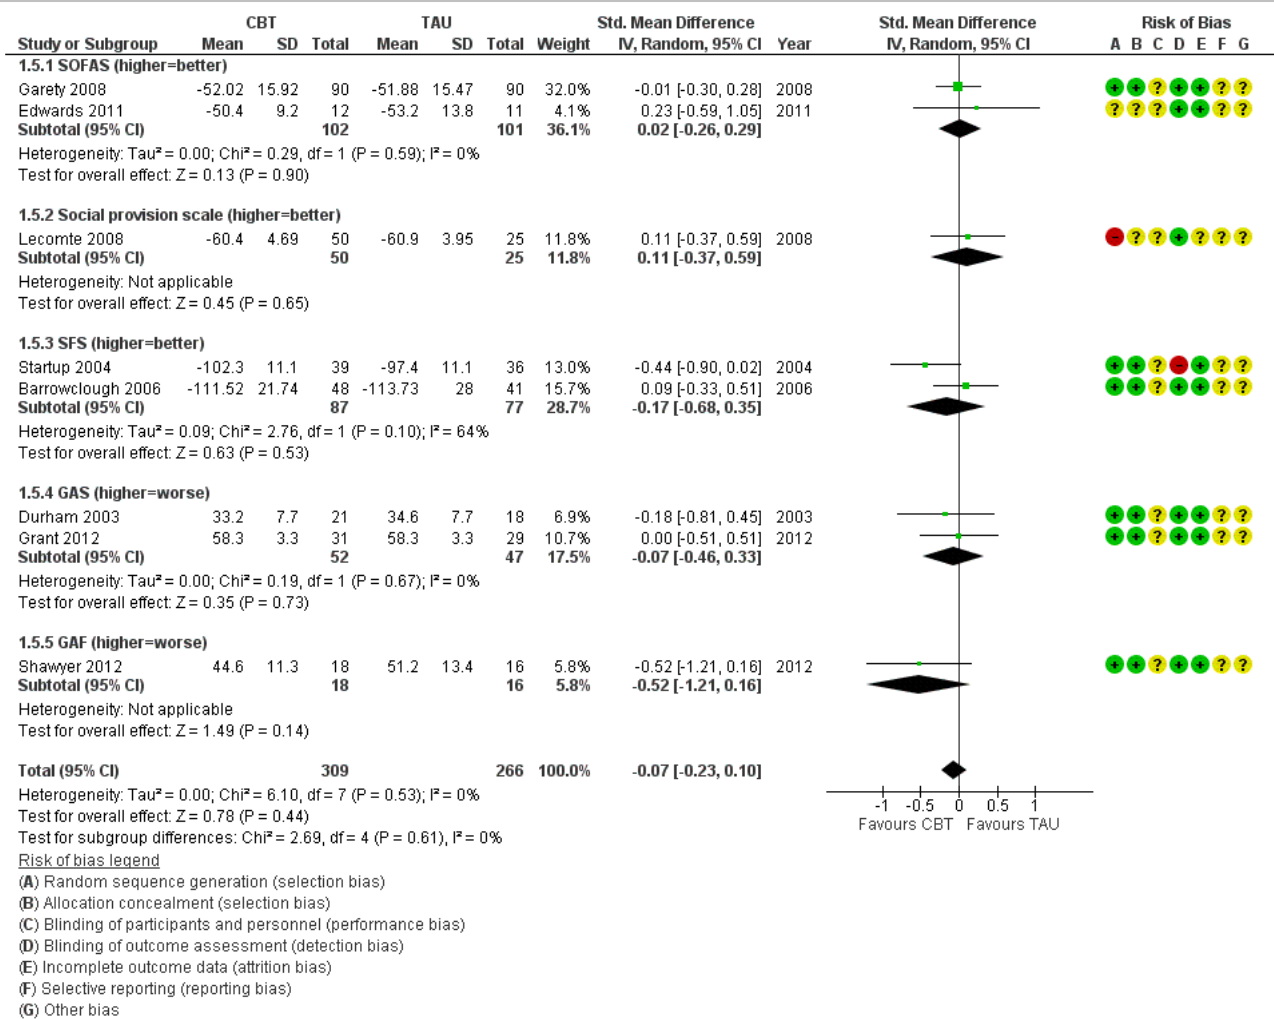 CBT TAU Std. Mean Difference Std. Mean Difference Risk of Bias
Study or Subgroup Mean SD Total Mean SD Total Weight IV, Random, 95% CI Year IV, Random, 95% CI A B C D E F G
1.5.1 SOFAS (higher=better)
Garety 2008 -52.02 15.92 90 -51.88 15.47 90 32.0% -0.01 [-0.30, 0.28] 2008 + + ? + + ? ?
Edwards 2011 -50.4 9.2 12 -53.2 13.8 11 4.1% 0.23 [-0.59, 1.05] 2011 ? ? ? + + ? ?
Subtotal (95% CI) 102 101 36.1% 0.02 [-0.26, 0.29]
Heterogeneity: Tau² = 0.00; Chi² = 0.29, df = 1 (P = 0.59); I² = 0%
Test for overall effect: Z = 0.13 (P = 0.90)
1.5.2 Social provision scale (higher=better)
Lecomte 2008 -60.4 4.69 50 -60.9 3.95 25 11.8% 0.11 [-0.37, 0.59] 2008 - ? ? + ? ? ?
Subtotal (95% CI) 50 25 11.8% 0.11 [-0.37, 0.59]
Heterogeneity: Not applicable
Test for overall effect: Z = 0.45 (P = 0.65)
1.5.3 SFS (higher=better)
Startup 2004 -102.3 11.1 39 -97.4 11.1 36 13.0% -0.44 [-0.90, 0.02] 2004 + + ? - + ? ?
Barrowclough 2006 -111.52 21.74 48 -113.73 28 41 15.7% 0.09 [-0.33, 0.51] 2006 + + ? + + ? ?
Subtotal (95% CI) 87 77 28.7% -0.17 [-0.68, 0.35]
Heterogeneity: Tau² = 0.09; Chi² = 2.76, df = 1 (P = 0.10); I² = 64%
Test for overall effect: Z = 0.63 (P = 0.53)
1.5.4 GAS (higher=worse)
Durham 2003 33.2 7.7 21 34.6 7.7 18 6.9% -0.18 [-0.81, 0.45] 2003 + + ? + + ? ?
Grant 2012 58.3 3.3 31 58.3 3.3 29 10.7% 0.00 [-0.51, 0.51] 2012 + + ? + + ? ?
Subtotal (95% CI) 52 47 17.5% -0.07 [-0.46, 0.33]
Heterogeneity: Tau² = 0.00; Chi² = 0.19, df = 1 (P = 0.67); I² = 0%
Test for overall effect: Z = 0.35 (P = 0.73)
1.5.5 GAF (higher=worse)
Shawyer 2012 44.6 11.3 18 51.2 13.4 16 5.8% -0.52 [-1.21, 0.16] 2012 + + ? + + ? ?
Subtotal (95% CI) 18 16 5.8% -0.52 [-1.21, 0.16]
Heterogeneity: Not applicable
Test for overall effect: Z = 1.49 (P = 0.14)
Total (95% CI) 309 266 100.0% -0.07 [-0.23, 0.10]
Heterogeneity: Tau² = 0.00; Chi² = 6.10, df = 7 (P = 0.53); I² = 0%
Test for overall effect: Z = 0.78 (P = 0.44)
Test for subgroup differences: Chi² = 2.69, df = 4 (P = 0.61), I² = 0%
-1 -0.5 0 0.5 1
Favours CBT Favours TAU
Risk of bias legend
(A) Random sequence generation (selection bias)
(B) Allocation concealment (selection bias)
(C) Blinding of participants and personnel (performance bias)
(D) Blinding of outcome assessment (detection bias)
(E) Incomplete outcome data (attrition bias)
(F) Selective reporting (reporting bias)
(G) Other bias